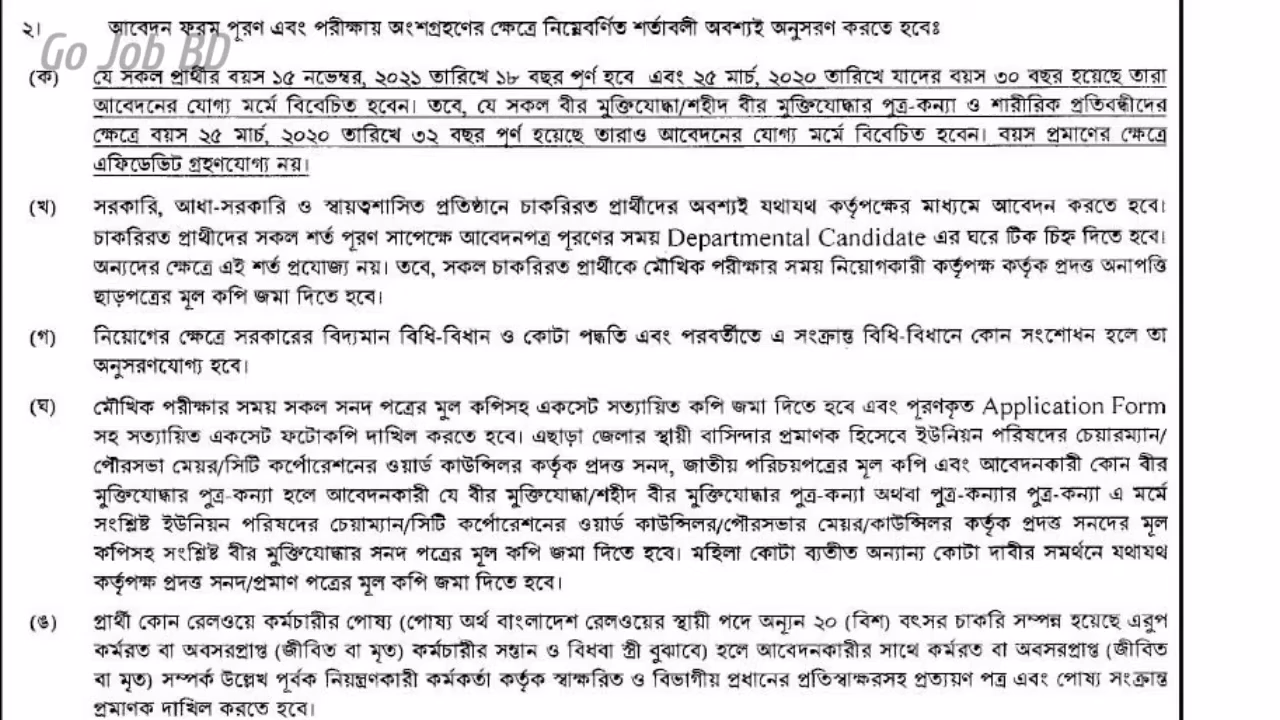 ২।	আবেদন ফরম পূরণ এবং পরীক্ষায় অংশগ্রহণের ক্ষেত্রে নিম্নেবর্ণিত শর্তাবলী অবশ্যই অনুসরণ করতে হবেঃ
Go Job BD
(ক)	যে সকল প্রার্থীর বয়স ১৫ নভেম্বর, ২০২১ তারিখে ১৮ বছর পূর্ণ হবে এবং ২৫ মার্চ, ২০২০ তারিখে যাদের বয়স ৩০ বছর হয়েছে তারা
আবেদনের যোগ্য মর্মে বিবেচিত হবেন। তবে, যে সকল বীর মুক্তিযোদ্ধা/শহীদ বীর মুক্তিযোদ্ধার পুত্র-কন্যা ও শারীরিক প্রতিবন্ধীদের
ক্ষেত্রে বয়স ২৫ মার্চ, ২০২০ তারিখে ৩২ বছর পূর্ণ হয়েছে তারাও আবেদনের যোগ্য মর্মে বিবেচিত হবেন। বয়স প্রমাণের ক্ষেত্রে
এফিডেভিট গ্রহণযোগ্য নয়।
(খ)	সরকারি, আধা-সরকারি ও স্বায়ত্বশাসিত প্রতিষ্ঠানে চাকরিরত প্রার্থীদের অবশ্যই যথাযথ কর্তৃপক্ষের মাধ্যমে আবেদন করতে হবে।
চাকরিরত প্রার্থীদের সকল শর্ত পূরণ সাপেক্ষে আবেদনপত্র পূরণের সময় Departmental Candidate এর ঘরে টিক চিহ্ন দিতে হবে।
অন্যদের ক্ষেত্রে এই শর্ত প্রযোজ্য নয়। তবে, সকল চাকরিরত প্রার্থীকে মৌখিক পরীক্ষার সময় নিয়োগকারী কর্তৃপক্ষ কর্তৃক প্রদত্ত অনাপত্তি
ছাড়পত্রের মূল কপি জমা দিতে হবে।
(গ)	নিয়োগের ক্ষেত্রে সরকারের বিদ্যমান বিধি-বিধান ও কোটা পদ্ধতি এবং পরবর্তীতে এ সংক্রান্ত বিধি-বিধানে কোন সংশোধন হলে তা
অনুসরণযোগ্য হবে।
(ঘ)	মৌখিক পরীক্ষার সময় সকল সনদ পত্রের মূল কপিসহ একসেট সত্যায়িত কপি জমা দিতে হবে এবং পূরণকৃত Application Form
সহ সত্যায়িত একসেট ফটোকপি দাখিল করতে হবে। এছাড়া জেলার স্থায়ী বাসিন্দার প্রমাণক হিসেবে ইউনিয়ন পরিষদের চেয়ারম্যান/
পৌরসভা মেয়র/সিটি কর্পোরেশনের ওয়ার্ড কাউন্সিলর কর্তৃক প্রদত্ত সনদ, জাতীয় পরিচয়পত্রের মূল কপি এবং আবেদনকারী কোন বীর
মুক্তিযোদ্ধার পুত্র-কন্যা হলে আবেদনকারী যে বীর মুক্তিযোদ্ধা/শহীদ বীর মুক্তিযোদ্ধার পুত্র-কন্যা অথবা পুত্র-কন্যার পুত্র-কন্যা এ মর্মে
সংশ্লিষ্ট ইউনিয়ন পরিষদের চেয়াম্যান/সিটি কর্পোরেশনের ওয়ার্ড কাউন্সিলর/পৌরসভার মেয়র/কাউন্সিলর কর্তৃক প্রদত্ত সনদের মূল
কপিসহ সংশ্লিষ্ট বীর মুক্তিযোদ্ধার সনদ পত্রের মূল কপি জমা দিতে হবে। মহিলা কোটা ব্যতীত অন্যান্য কোটা দাবীর সমর্থনে যথাযথ
কর্তৃপক্ষ প্রদত্ত সনদ/প্রমাণ পত্রের মূল কপি জমা দিতে হবে।
(ঙ)	প্রার্থী কোন রেলওয়ে কর্মচারীর পোষ্য (পোষ্য অর্থ বাংলাদেশ রেলওয়ের স্থায়ী পদে অন্যূন ২০ (বিশ) বৎসর চাকরি সম্পন্ন হয়েছে এরুপ
কর্মরত বা অবসরপ্রাপ্ত (জীবিত বা মৃত) কর্মচারীর সন্তান ও বিধবা স্ত্রী বুঝাবে) হলে আবেদনকারীর সাথে কর্মরত বা অবসরপ্রাপ্ত (জীবিত
বা মৃত) সম্পর্ক উল্লেখ পূর্বক নিয়ন্ত্রণকারী কর্মকর্তা কর্তৃক স্বাক্ষরিত ও বিভাগীয় প্রধানের প্রতিস্বাক্ষরসহ প্রত্যয়ণ পত্র এবং পোষ্য সংক্রান্ত
প্রমাণক দাখিল করতে হবে।